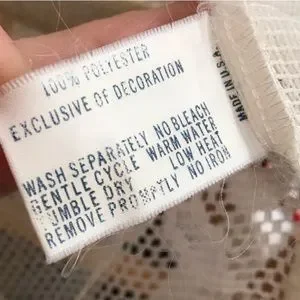 100% POLYESTER
EXCLUSIVE OF DECORATION
WASH SEPARATELY NO BLEACH
GENTLE CYCLE WARM WATER
TUMBLE DRY LOW HEAT
REMOVE PROMPTLY NO IRON
MADE IN U.S.A.